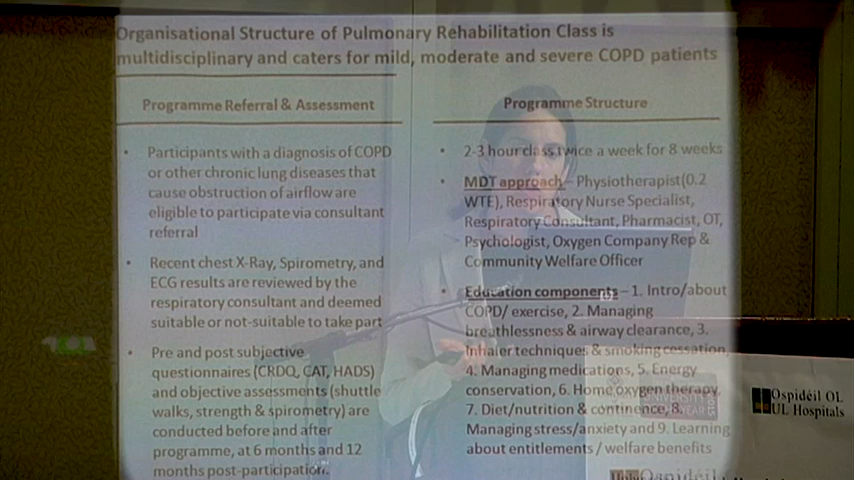 Organisational Structure of Pulmonary Rehabilitation Class is
multidisciplinary and caters for mild, moderate and severe COPD patients
Programme Referral & Assessment
• Participants with a diagnosis of COPD
or other chronic lung diseases that
cause obstruction of airflow are
eligible to participate via consultant
referral
• Recent chest X-Ray, Spirometry, and
ECG results are reviewed by the
respiratory consultant and deemed
suitable or not-suitable to take part
• Pre and post subjective
questionnaires (CRDQ, CAT, HADS)
and objective assessments (shuttle
walks, strength & spirometry) are
conducted before and after
programme, at 6 months and 12
months post-participation.
Programme Structure
• 2-3 hour class twice a week for 8 weeks
• MDT approach – Physiotherapist(0.2
WTE), Respiratory Nurse Specialist,
Respiratory Consultant, Pharmacist, OT,
Psychologist, Oxygen Company Rep &
Community Welfare Officer
• Education components – 1. Intro/about
COPD/ exercise, 2. Managing
breathlessness & airway clearance, 3.
Inhaler techniques & smoking cessation,
4. Managing medications, 5. Energy
conservation, 6. Home oxygen therapy,
7. Diet/nutrition & continence, 8.
Managing stress/anxiety and 9. Learning
about entitlements / welfare benefits
UNIVERSITY
YEAR
Ospidéil OL
UL Hospitals
Ospidéil